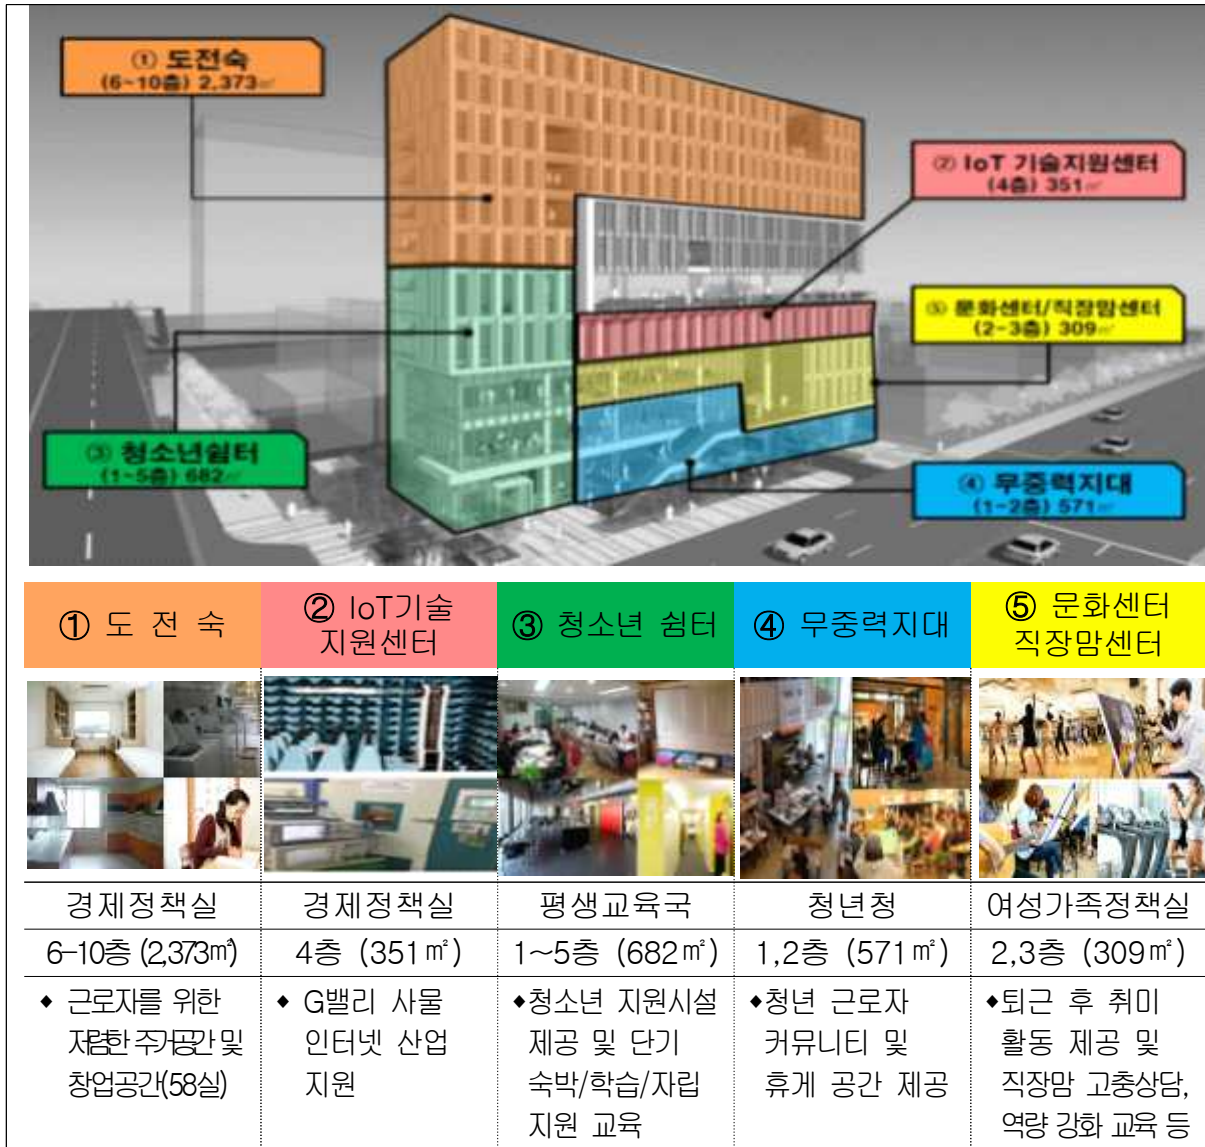 ① 도전숙
(6~10층) 2,373㎡
② IoT 기술지원센터
(4층) 351㎡
⑤ 문화센터/직장맘센터
(2-3층) 309㎡
③ 청소년쉼터
(1~5층) 682㎡
④ 무중력지대
(1-2층) 571㎡
① 도 전 숙
② IoT기술
지원센터
③ 청소년 쉼터
④ 무중력지대
⑤ 문화센터
직장맘센터
경제정책실
경제정책실
평생교육국
청년청
여성가족정책실
6-10층 (2,373㎡)
4층 (351㎡)
1~5층 (682㎡)
1,2층 (571㎡)
2,3층 (309㎡)
◆ 근로자를 위한
저렴한 주거공간 및
창업공간(58실)
◆ G밸리 사물
인터넷 산업
지원
◆청소년 지원시설
제공 및 단기
숙박/학습/자립
지원 교육
◆청년 근로자
커뮤니티 및
휴게 공간 제공
◆퇴근 후 취미
활동 제공 및
직장맘 고충상담,
역량 강화 교육 등